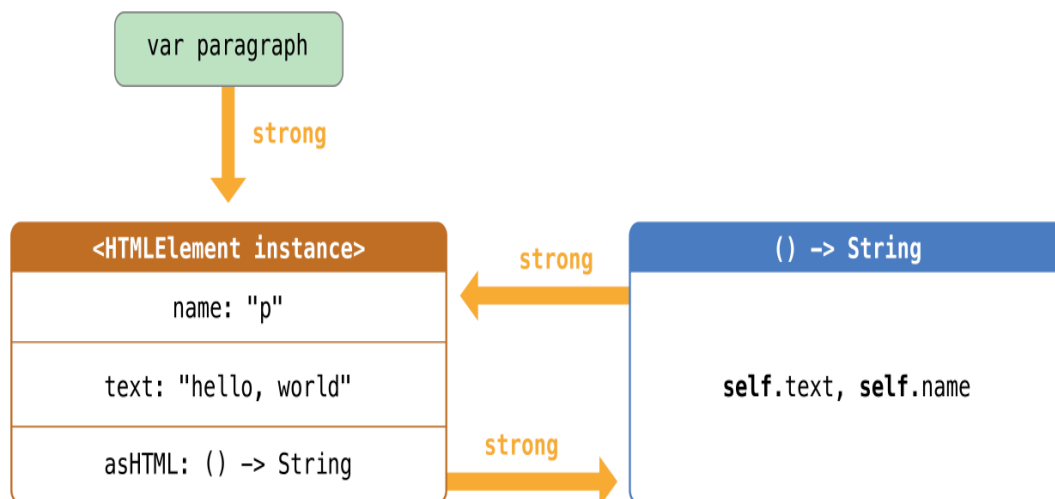 var paragraph
strong
<HTMLElement instance>
name: "p"
text: "hello, world"
asHTML: () -> String
strong
strong
() -> String
self.text, self.name